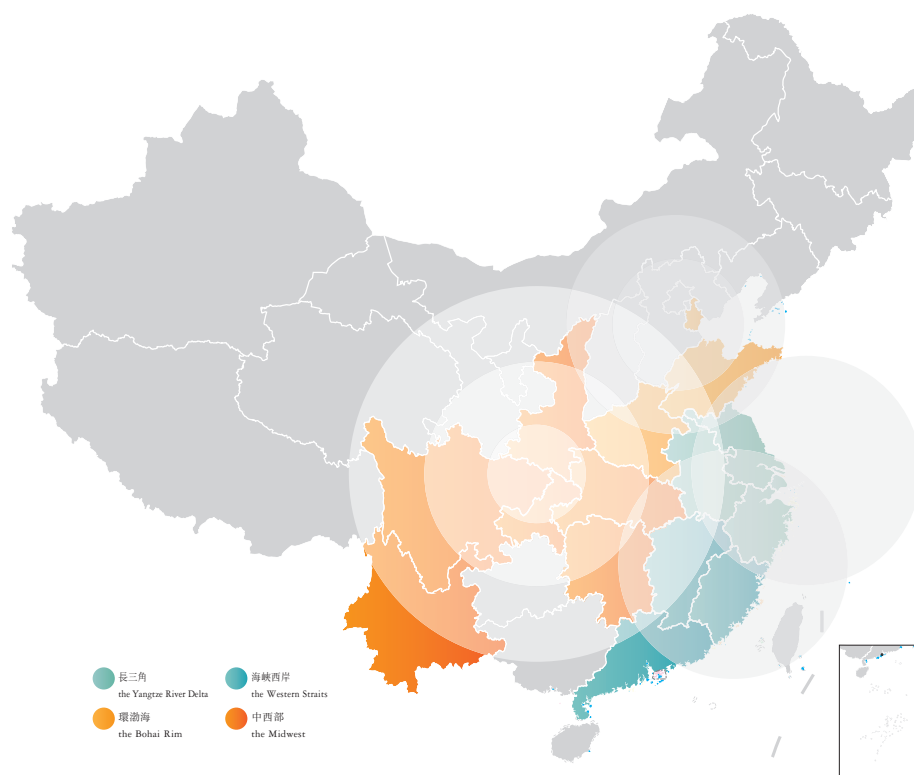 長三角
the Yangtze River Delta
海峽西岸
the Western Straits
環渤海
the Bohai Rim
中西部
the Midwest